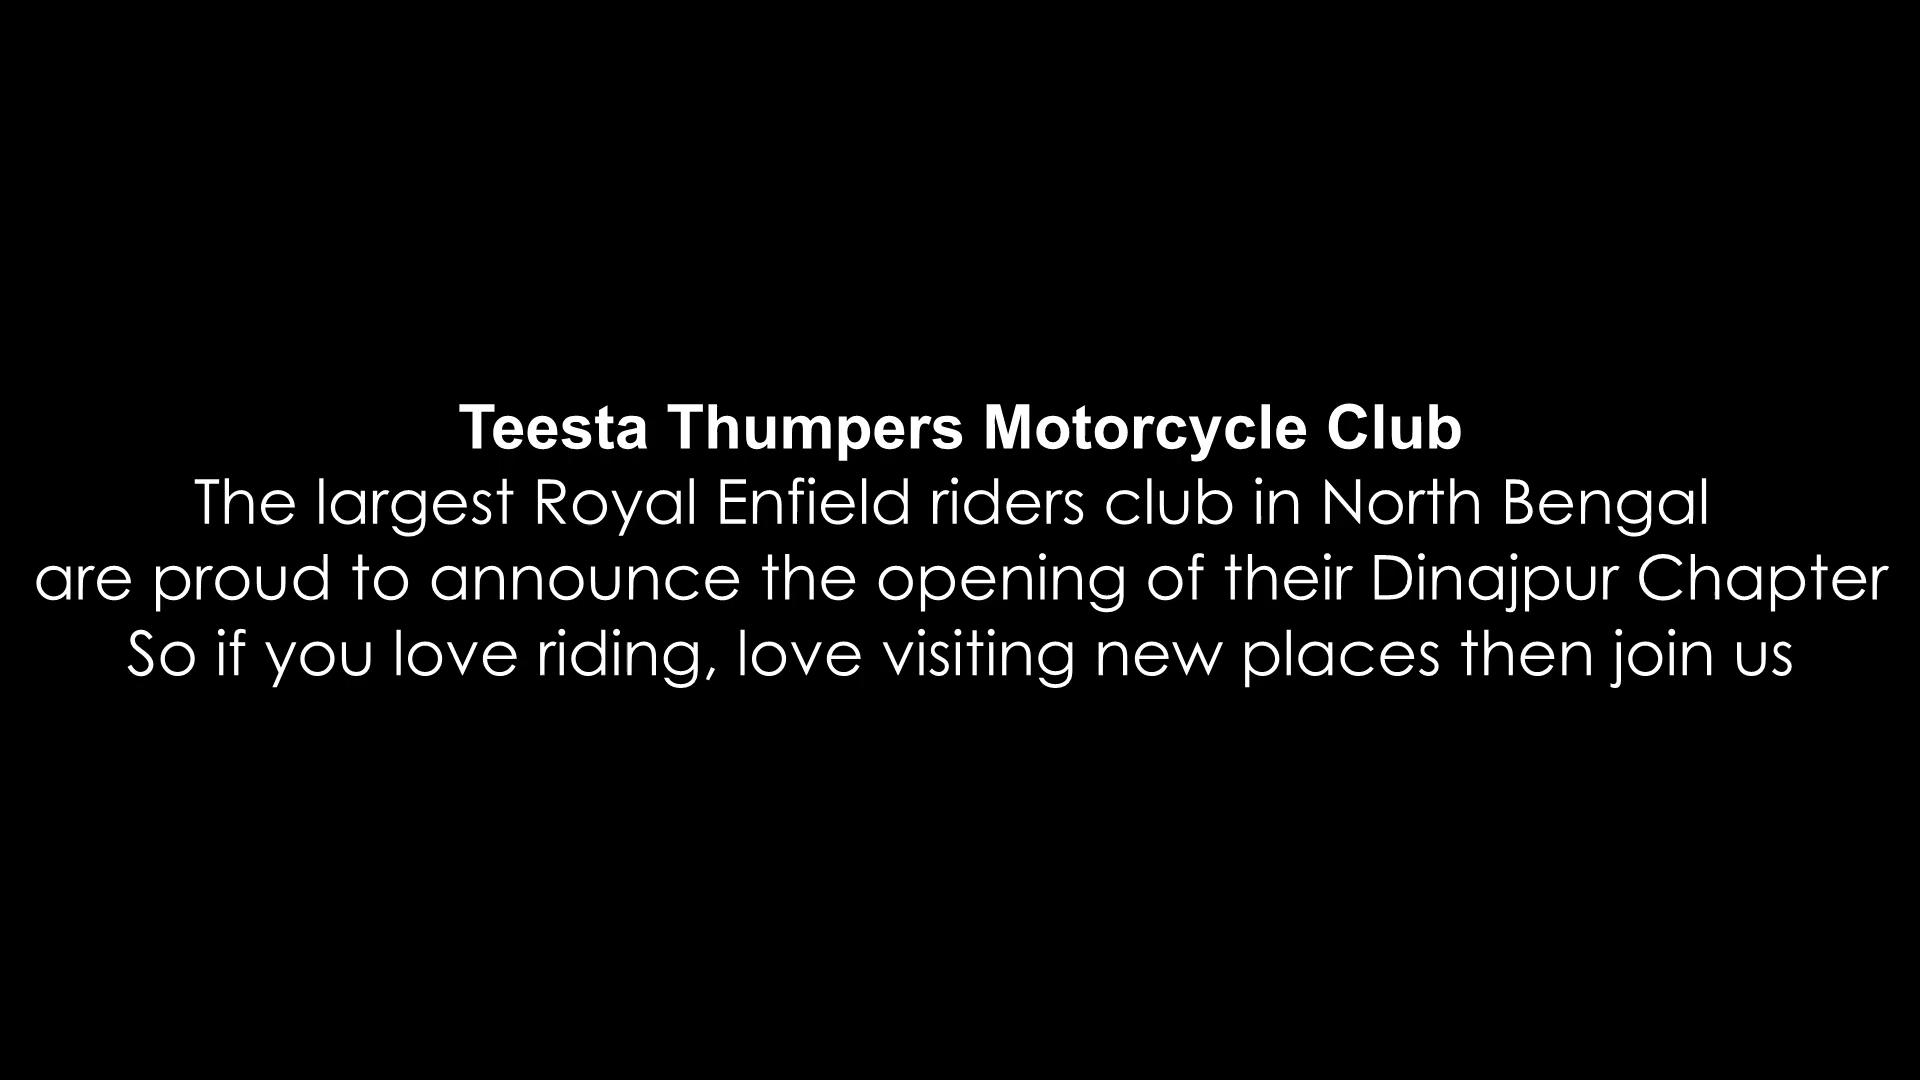 Teesta Thumpers Motorcycle Club
The largest Royal Enfield riders club in North Bengal
are proud to announce the opening of their Dinajpur Chapter
So if you love riding, love visiting new places then join us